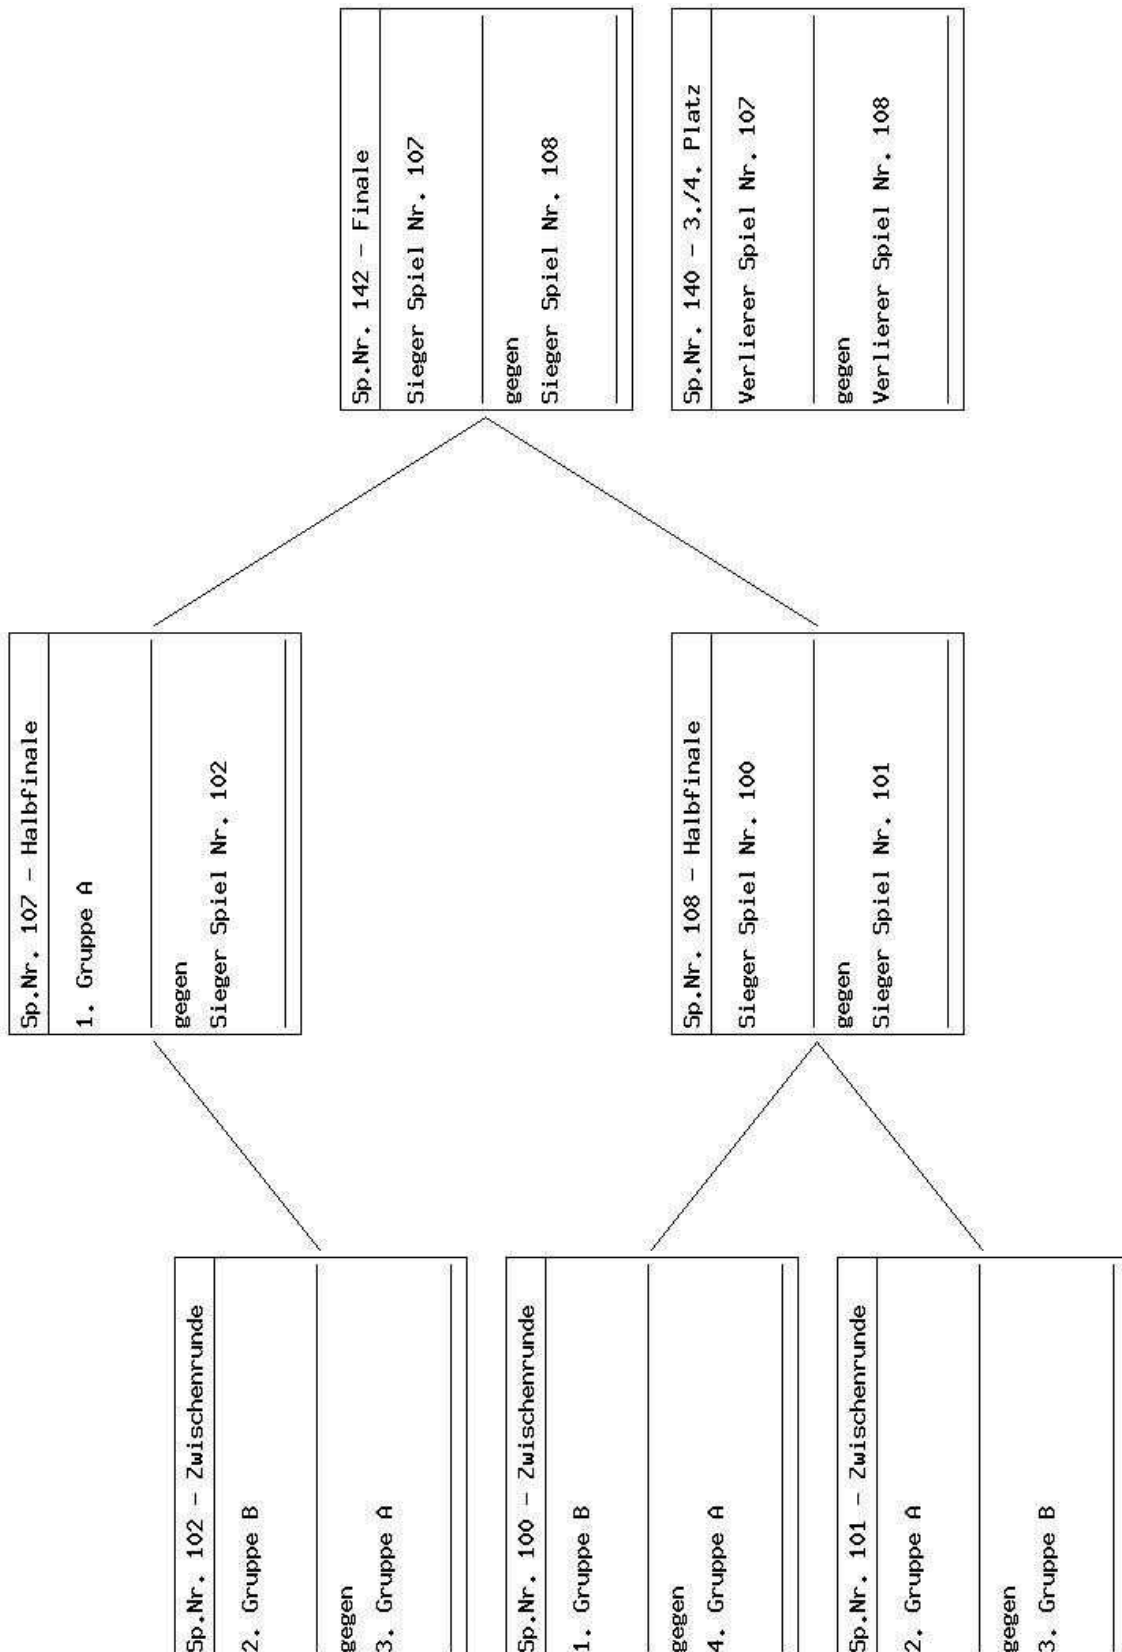 Sp.Nr. 102 - Zwischenrunde
2. Gruppe B
gegen
3. Gruppe A
Sp.Nr. 100 - Zwischenrunde
1. Gruppe B
gegen
4. Gruppe A
Sp.Nr. 101 - Zwischenrunde
2. Gruppe A
gegen
3. Gruppe B
Sp.Nr. 107 - Halbfinale
1. Gruppe A
gegen
Sieger Spiel Nr. 102
Sp.Nr. 108 - Halbfinale
Sieger Spiel Nr. 100
gegen
Sieger Spiel Nr. 101
Sp.Nr. 142 - Finale
Sieger Spiel Nr. 107
gegen
Sieger Spiel Nr. 108
Sp.Nr. 140 - 3./4. Platz
Verlierer Spiel Nr. 107
gegen
Verlierer Spiel Nr. 108